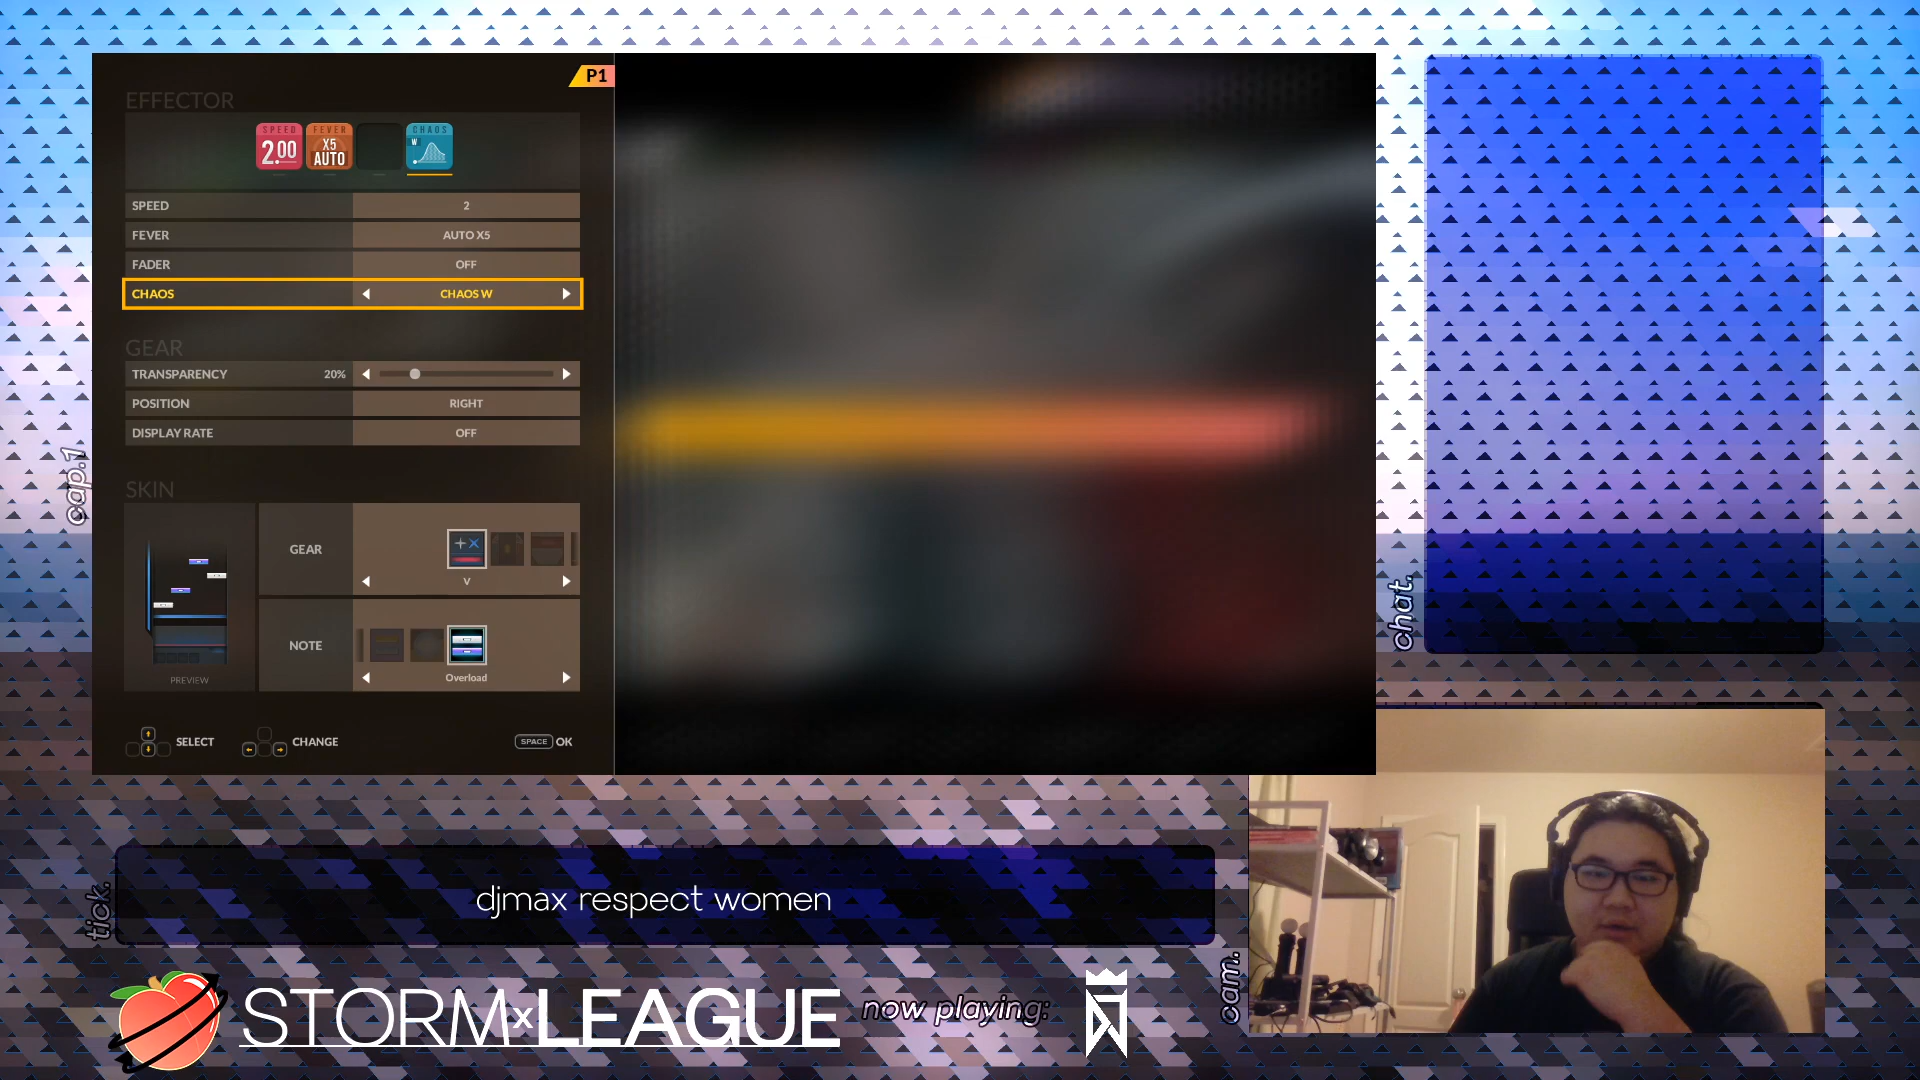 P1
EFFECTOR
SPEED 2.00
FEVER X5 AUTO
CHAOS W
SPEED 2
FEVER AUTO X5
FADER OFF
CHAOS CHAOS W
GEAR
TRANSPARENCY 20%
POSITION RIGHT
DISPLAY RATE OFF
SKIN
GEAR
V
NOTE
Overload
PREVIEW
SELECT CHANGE SPACE OK
cap.1
chat.
tick.
djmax respect women
cam.
STORMxLEAGUE
now playing: